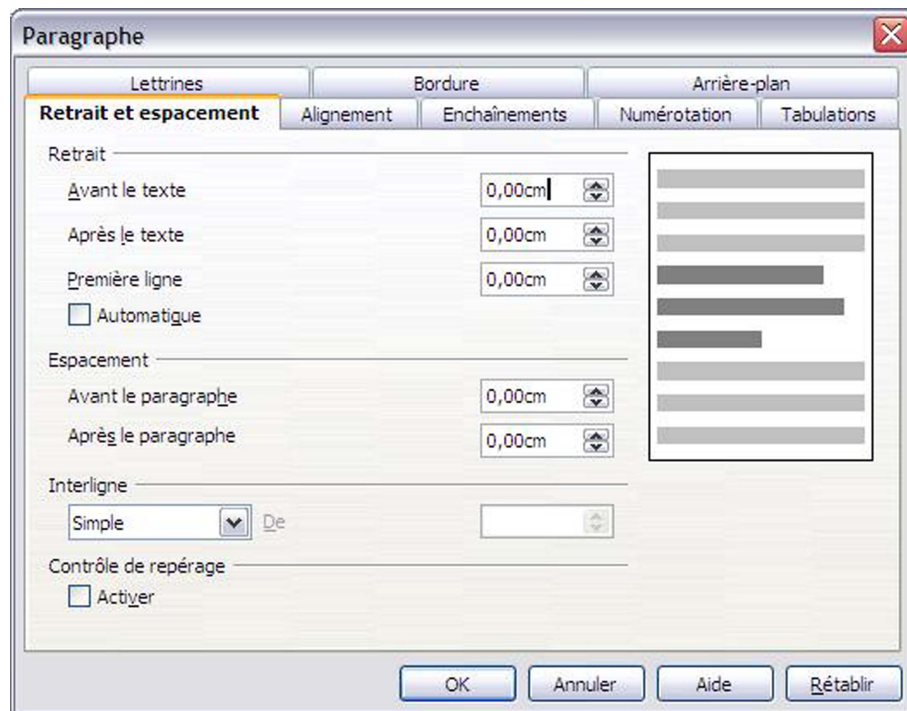 Paragraphe
Lettrines Bordure Arrière-plan
Retrait et espacement Alignement Enchaînements Numérotation Tabulations
Retrait
Avant le texte 0,00cm
Après le texte 0,00cm
Première ligne 0,00cm
Automatique
Espacement
Avant le paragraphe 0,00cm
Après le paragraphe 0,00cm
Interligne
Simple De
Contrôle de repérage
Activer
OK Annuler Aide Rétablir